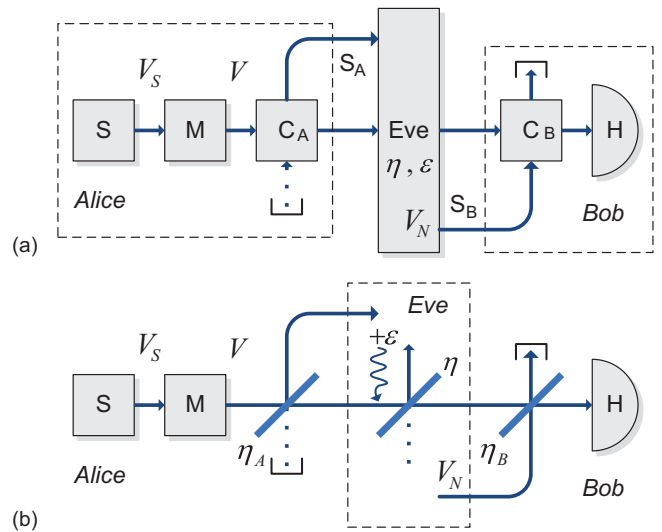 V_S V S_A
S M C_A Eve C_B H
η , ε
Alice V_N S_B Bob
(a)
Eve
V_S V +ε η
S M H
η_A η_B
Alice V_N Bob
(b)